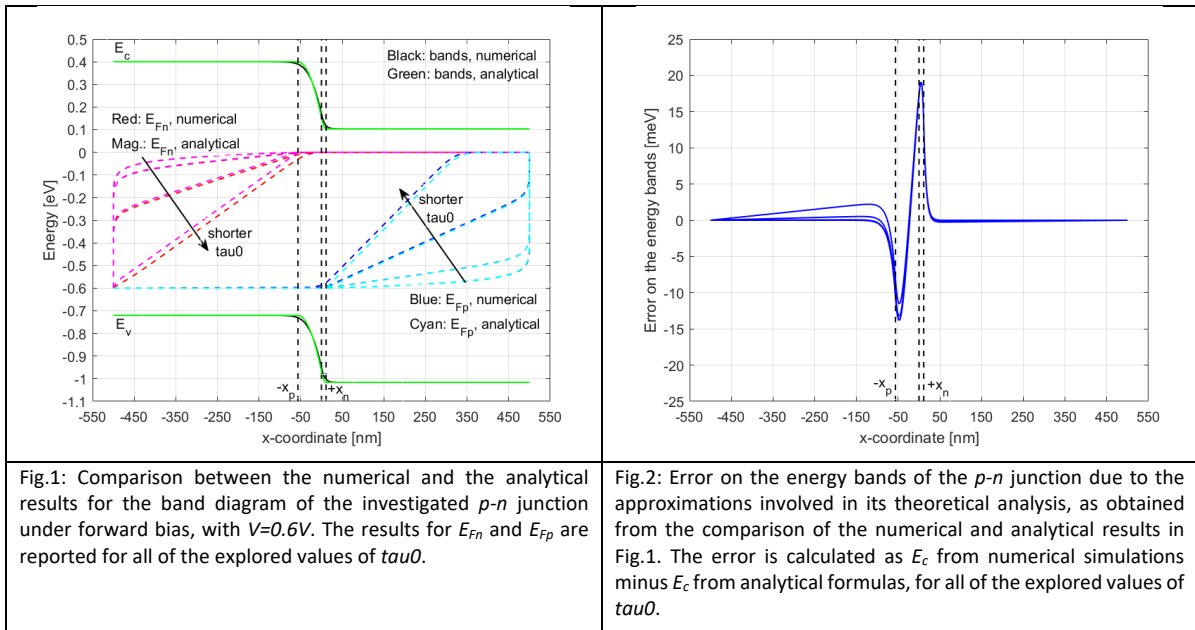 0.5
0.4
0.3
0.2
0.1
0
-0.1
-0.2
-0.3
-0.4
-0.5
-0.6
-0.7
-0.8
-0.9
-1
-1.1
Energy [eV]
E_c
Black: bands, numerical
Green: bands, analytical
Red: E_Fn, numerical
Mag.: E_Fn, analytical
shorter
tau0
shorter
tau0
Blue: E_Fp, numerical
Cyan: E_Fp, analytical
E_v
-x_p
+x_n
-550 -450 -350 -250 -150 -50 50 150 250 350 450 550
x-coordinate [nm]
25
20
15
10
5
0
-5
-10
-15
-20
-25
Error on the energy bands [meV]
-x_p
+x_n
-550 -450 -350 -250 -150 -50 50 150 250 350 450 550
x-coordinate [nm]
Fig.1: Comparison between the numerical and the analytical
results for the band diagram of the investigated p-n junction
under forward bias, with V=0.6V. The results for E_Fn and E_Fp are
reported for all of the explored values of tau0.
Fig.2: Error on the energy bands of the p-n junction due to the
approximations involved in its theoretical analysis, as obtained
from the comparison of the numerical and analytical results in
Fig.1. The error is calculated as E_c from numerical simulations
minus E_c from analytical formulas, for all of the explored values of
tau0.